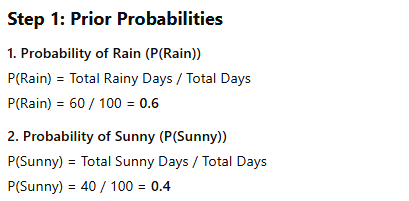 Step 1: Prior Probabilities
1. Probability of Rain (P(Rain))
P(Rain) = Total Rainy Days / Total Days
P(Rain) = 60 / 100 = 0.6
2. Probability of Sunny (P(Sunny))
P(Sunny) = Total Sunny Days / Total Days
P(Sunny) = 40 / 100 = 0.4